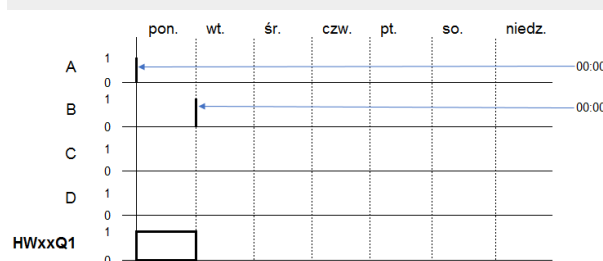 pon. wt. śr. czw. pt. so. niedz.
A 1 00:00
0
B 1 00:00
0
C 1
0
D 1
0
HWxxQ1 1
0